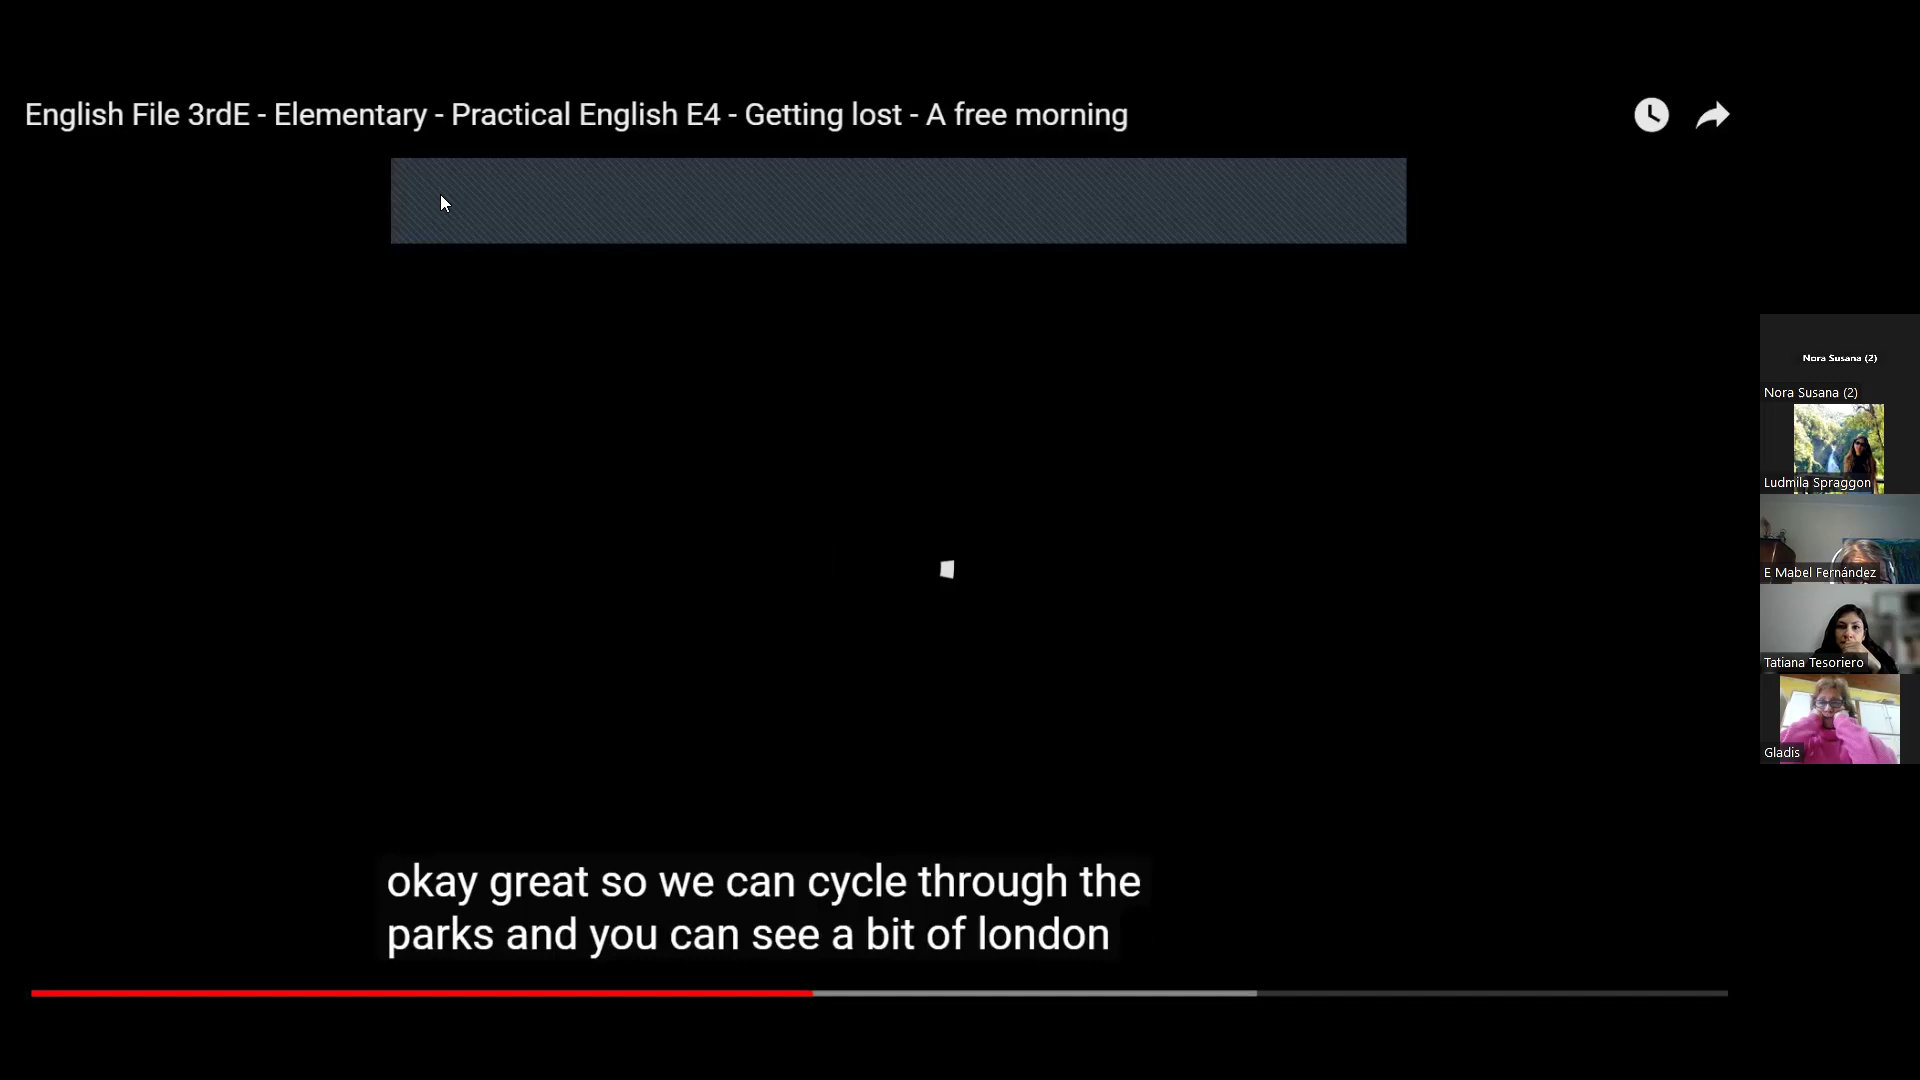 English File 3rdE - Elementary - Practical English E4 - Getting lost - A free morning
Nora Susana (2)
Nora Susana (2)
Ludmila Spraggon
E Mabel Fernández
Tatiana Tesoriero
Gladis
okay great so we can cycle through the
parks and you can see a bit of london